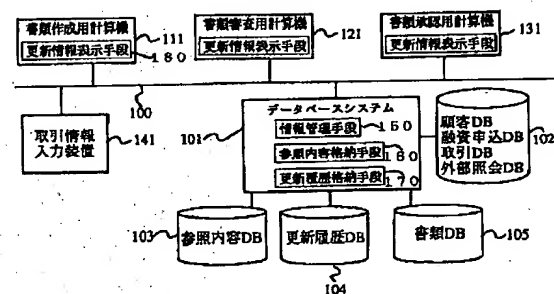 書類作成用計算機
更新情報表示手段
111
180
書類審査用計算機
更新情報表示手段
121
書類承認用計算機
更新情報表示手段
131
100
取引情報
入力装置
141
データベースシステム
101
情報管理手段
150
参照内容格納手段
160
更新履歴格納手段
170
顧客DB
融資申込DB
取引DB
外部照会DB
102
103
参照内容DB
更新履歴DB
104
書類DB
105